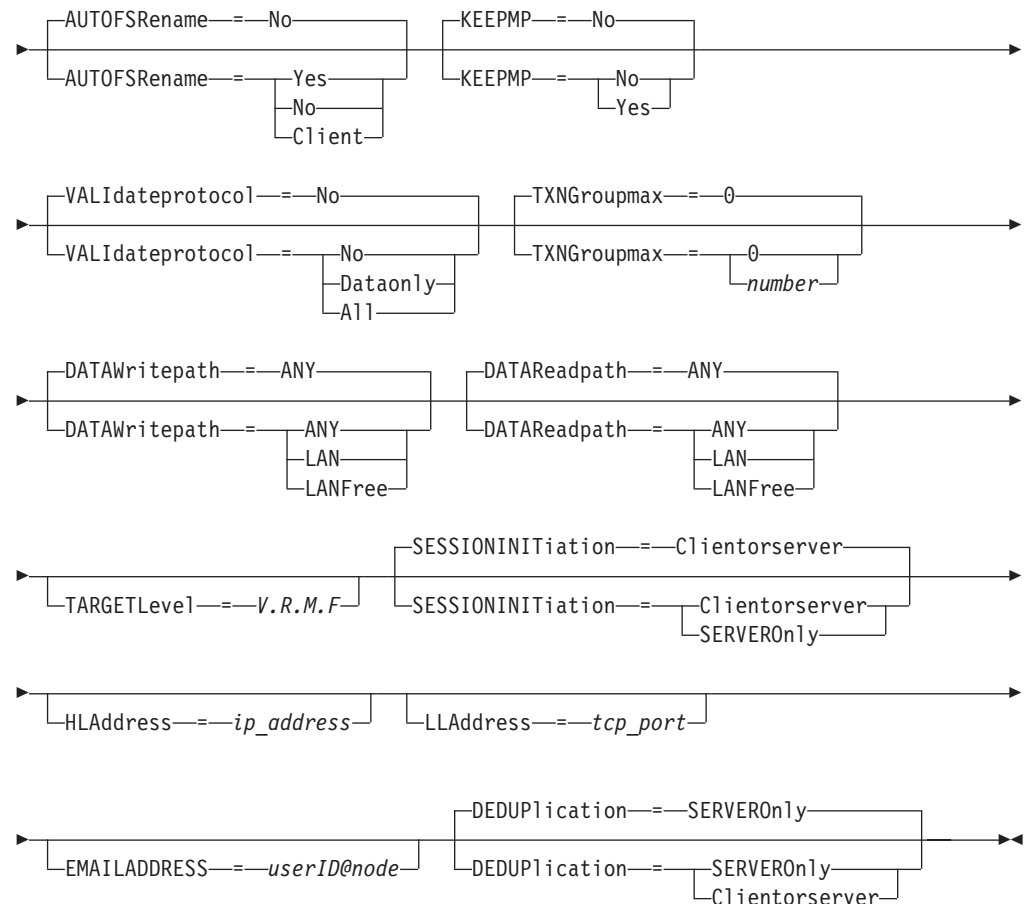 AUTOFSRename = No KEEPMP = No
AUTOFSRename = Yes KEEPMP = No
No Yes
Client
VALIdateprotocol = No TXNGroupmax = 0
VALIdateprotocol = No TXNGroupmax = 0
Dataonly number
All
DATAWritepath = ANY DATAReadpath = ANY
DATAWritepath = ANY DATAReadpath = ANY
LAN LAN
LANFree LANFree
SESSIONINITiation = Clientorserver
TARGETLevel = V.R.M.F SESSIONINITiation = Clientorserver
SERVEROnly
HLAddress = ip_address LLAddress = tcp_port
DEDUPlication = SERVEROnly
EMAILADDRESS = userID@node DEDUPlication = SERVEROnly
Clientorserver